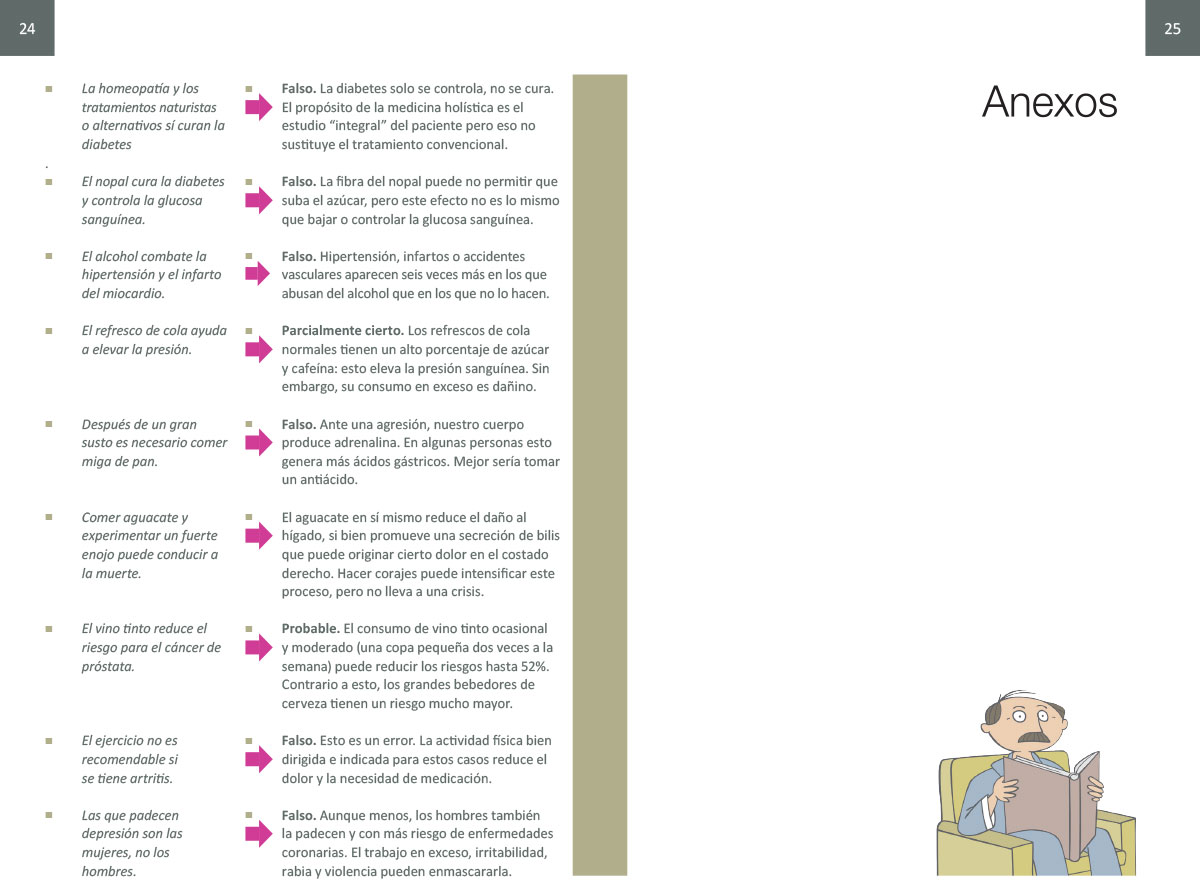 24
La homeopatía y los
tratamientos naturistas
o alternativos sí curan la
diabetes
.
Falso. La diabetes solo se controla, no se cura.
El propósito de la medicina holística es el
estudio “integral” del paciente pero eso no
sustituye el tratamiento convencional.
El nopal cura la diabetes
y controla la glucosa
sanguínea.
Falso. La fibra del nopal puede no permitir que
suba el azúcar, pero este efecto no es lo mismo
que bajar o controlar la glucosa sanguínea.
El alcohol combate la
hipertensión y el infarto
del miocardio.
Falso. Hipertensión, infartos o accidentes
vasculares aparecen seis veces más en los que
abusan del alcohol que en los que no lo hacen.
El refresco de cola ayuda
a elevar la presión.
Parcialmente cierto. Los refrescos de cola
normales tienen un alto porcentaje de azúcar
y cafeína: esto eleva la presión sanguínea. Sin
embargo, su consumo en exceso es dañino.
Después de un gran
susto es necesario comer
miga de pan.
Falso. Ante una agresión, nuestro cuerpo
produce adrenalina. En algunas personas esto
genera más ácidos gástricos. Mejor sería tomar
un antiácido.
Comer aguacate y
experimentar un fuerte
enojo puede conducir a
la muerte.
El aguacate en sí mismo reduce el daño al
hígado, si bien promueve una secreción de bilis
que puede originar cierto dolor en el costado
derecho. Hacer corajes puede intensificar este
proceso, pero no lleva a una crisis.
El vino tinto reduce el
riesgo para el cáncer de
próstata.
Probable. El consumo de vino tinto ocasional
y moderado (una copa pequeña dos veces a la
semana) puede reducir los riesgos hasta 52%.
Contrario a esto, los grandes bebedores de
cerveza tienen un riesgo mucho mayor.
El ejercicio no es
recomendable si
se tiene artritis.
Falso. Esto es un error. La actividad física bien
dirigida e indicada para estos casos reduce el
dolor y la necesidad de medicación.
Las que padecen
depresión son las
mujeres, no los
hombres.
Falso. Aunque menos, los hombres también
la padecen y con más riesgo de enfermedades
coronarias. El trabajo en exceso, irritabilidad,
rabia y violencia pueden enmascararla.
25
Anexos